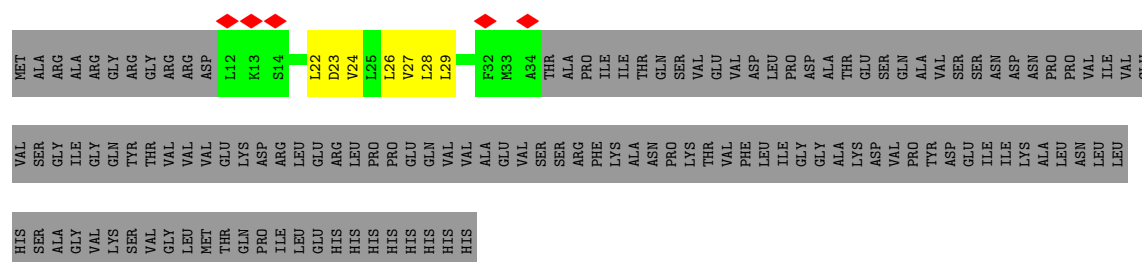 MET ALA ARG ALA ARG GLY ARG GLY ARG ARG ASP L12 K13 S14 L22 D23 V24 L25 L26 V27 L28 L29 F32 M33 A34 THR ALA PRO ILE ILE THR GLN SER VAL GLU VAL ASP LEU PRO ASP ALA THR GLU SER GLN ALA VAL SER SER ASN ASP ASN PRO PRO VAL ILE VAL
VAL SER GLY ILE GLY GLN TYR THR VAL VAL VAL GLU LYS ASP ARG LEU GLU ARG LEU PRO PRO GLU GLN VAL VAL ALA GLU VAL SER SER ARG PHE LYS ALA ASN PRO LYS THR VAL PHE LEU ILE GLY GLY ALA LYS ASP VAL PRO TYR ASP GLU ILE ILE LYS ALA LEU ASN LEU LEU
HIS SER ALA GLY VAL LYS SER VAL GLY LEU MET THR GLN PRO ILE LEU GLU HIS HIS HIS HIS HIS HIS HIS